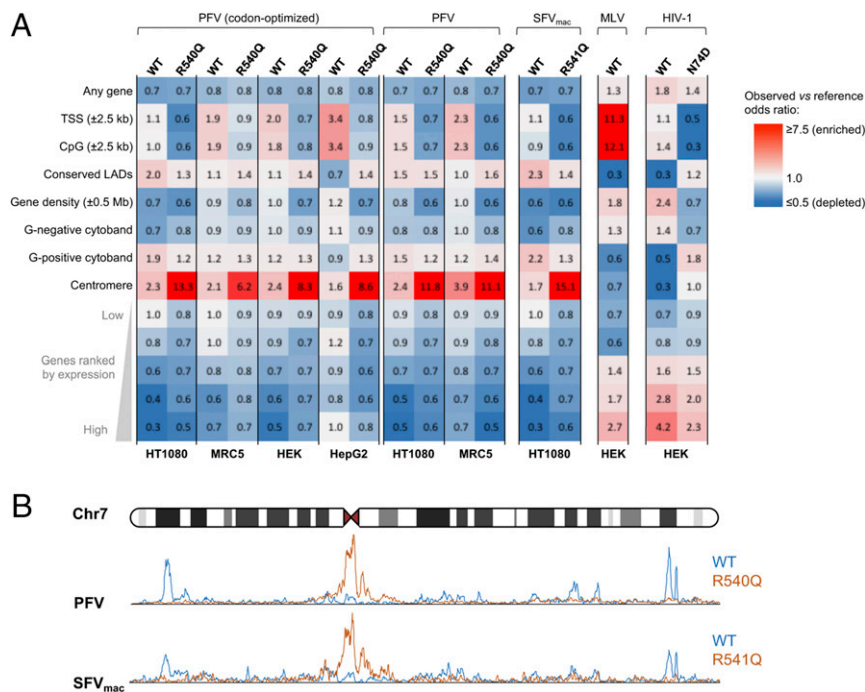 A
PFV (codon-optimized) PFV SFVmac MLV HIV-1
WT R540Q WT R540Q WT R540Q WT R540Q WT R540Q WT R540Q WT R541Q WT WT N74D
Any gene 0.7 0.7 0.8 0.8 0.8 0.8 0.8 0.8 0.7 0.7 0.8 0.8 0.7 0.7 1.3 1.8 1.4
TSS (±2.5 kb) 1.1 0.6 1.9 0.9 2.0 0.7 3.4 0.8 1.5 0.7 2.3 0.6 1.1 0.6 11.3 1.1 0.5
CpG (±2.5 kb) 1.0 0.6 1.9 0.9 1.8 0.8 3.4 0.9 1.5 0.7 2.3 0.6 0.9 0.6 12.1 1.4 0.3
Conserved LADs 2.0 1.3 1.1 1.4 1.1 1.4 0.7 1.4 1.5 1.5 1.0 1.6 2.3 1.4 0.3 0.3 1.2
Gene density (±0.5 Mb) 0.7 0.6 0.9 0.8 1.0 0.7 1.2 0.7 0.8 0.6 1.0 0.6 0.6 0.6 1.8 2.4 0.7
G-negative cytoband 0.7 0.8 0.9 0.8 1.0 0.9 1.1 0.9 0.9 0.8 1.0 0.8 0.6 0.8 1.3 1.4 0.7
G-positive cytoband 1.9 1.2 1.2 1.3 1.2 1.3 0.9 1.3 1.5 1.2 1.2 1.4 2.2 1.3 0.6 0.5 1.8
Centromere 2.3 13.3 2.1 6.2 2.4 8.3 1.6 8.6 2.4 11.8 3.9 11.1 1.7 15.1 0.7 0.3 1.0
Low 1.0 0.8 1.0 0.9 0.9 0.9 0.9 0.8 0.9 0.8 0.9 0.9 1.0 0.8 0.7 0.7 0.9
0.8 0.7 1.0 0.9 0.9 0.8 1.2 0.7 0.9 0.8 0.9 0.9 0.8 0.7 0.6 0.8 0.9
Genes ranked
by expression
0.6 0.7 0.8 0.8 0.6 0.7 0.9 0.8 0.6 0.7 0.8 0.7 0.6 0.7 1.4 1.6 1.5
0.4 0.6 0.7 0.6 0.6 0.7 0.9 0.6 0.5 0.6 0.8 0.6 0.4 0.7 1.7 2.8 2.0
High 0.3 0.5 0.7 0.6 0.5 0.7 1.0 0.8 0.5 0.6 0.7 0.5 0.3 0.6 2.7 4.2 2.3
HT1080 MRC5 HEK HepG2 HT1080 MRC5 HT1080 HEK HEK
Observed vs reference
odds ratio:
≥7.5 (enriched)
1.0
≤0.5 (depleted)
B
Chr7
WT
R540Q
PFV
WT
R541Q
SFVmac